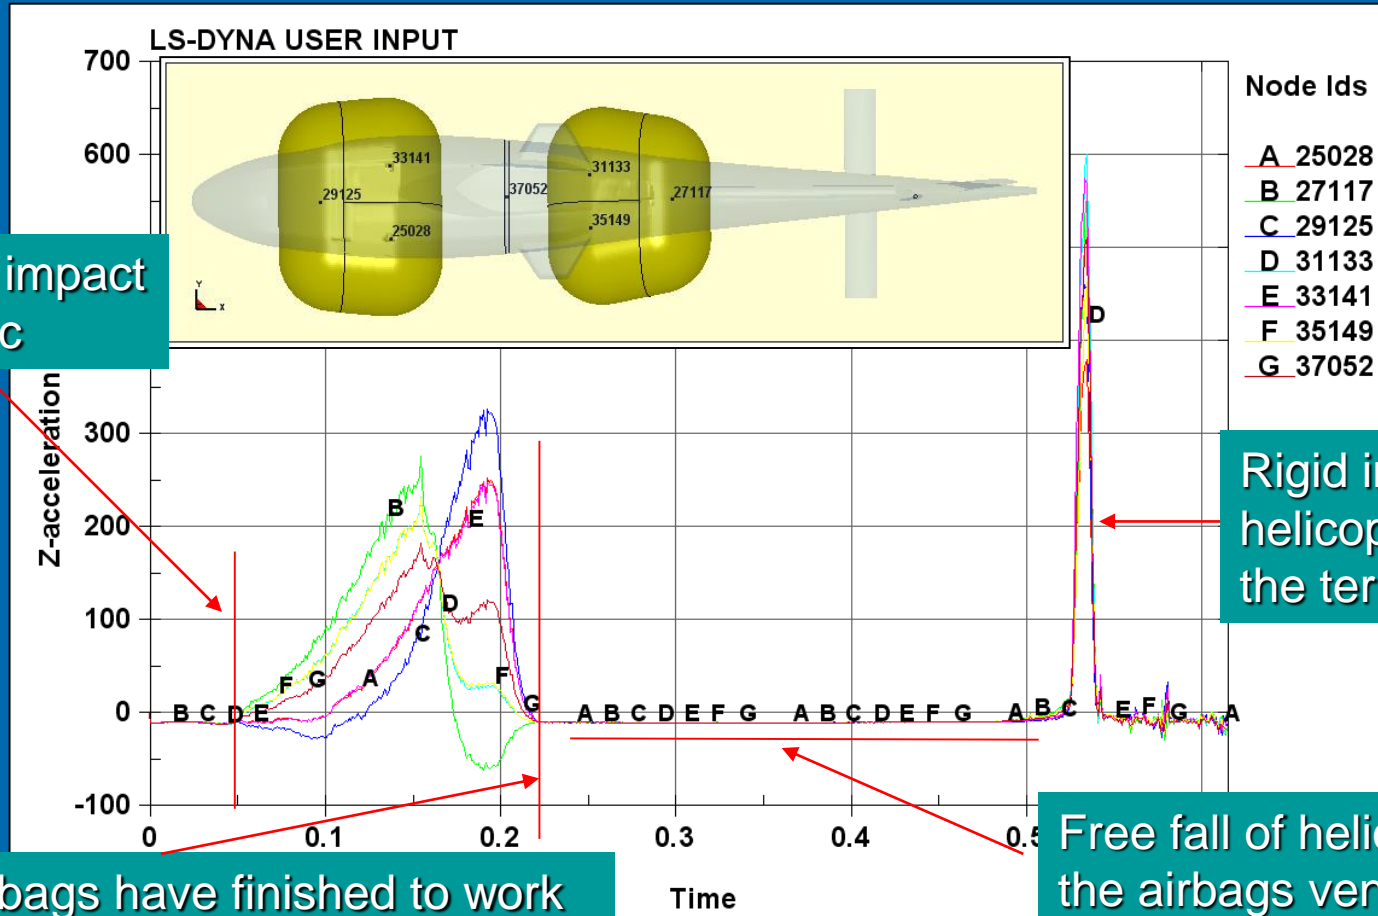 LS-DYNA USER INPUT
700
600
300
200
100
0
-100
Z-acceleration
33141
29125
25028
37052
31133
35149
27117
Y
X
Node Ids
A 25028
B 27117
C 29125
D 31133
E 33141
F 35149
G 37052
impact
D
Rigid
helicop
the ter
B
E
D
C
F G A
F
G
B C D E
A B C D E F G A B C D E F G A B C
E F G A
0 0.1 0.2 0.3 0.4 0.5
Time
bags have finished to work
Free fall of helic
the airbags ven